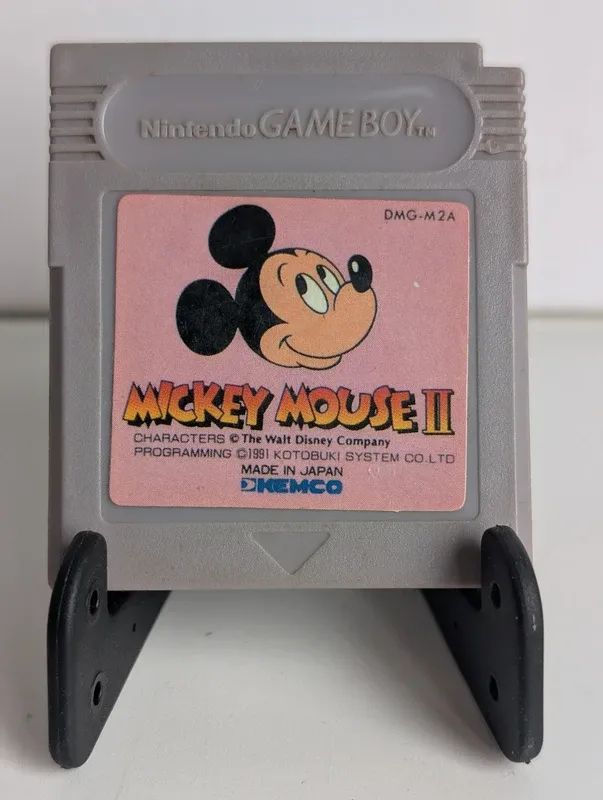 Nintendo GAME BOY TM
DMG-M2A
MICKEY MOUSE II
CHARACTERS © The Walt Disney Company
PROGRAMMING ©1991 KOTOBUKI SYSTEM CO.LTD
MADE IN JAPAN
KEMCO